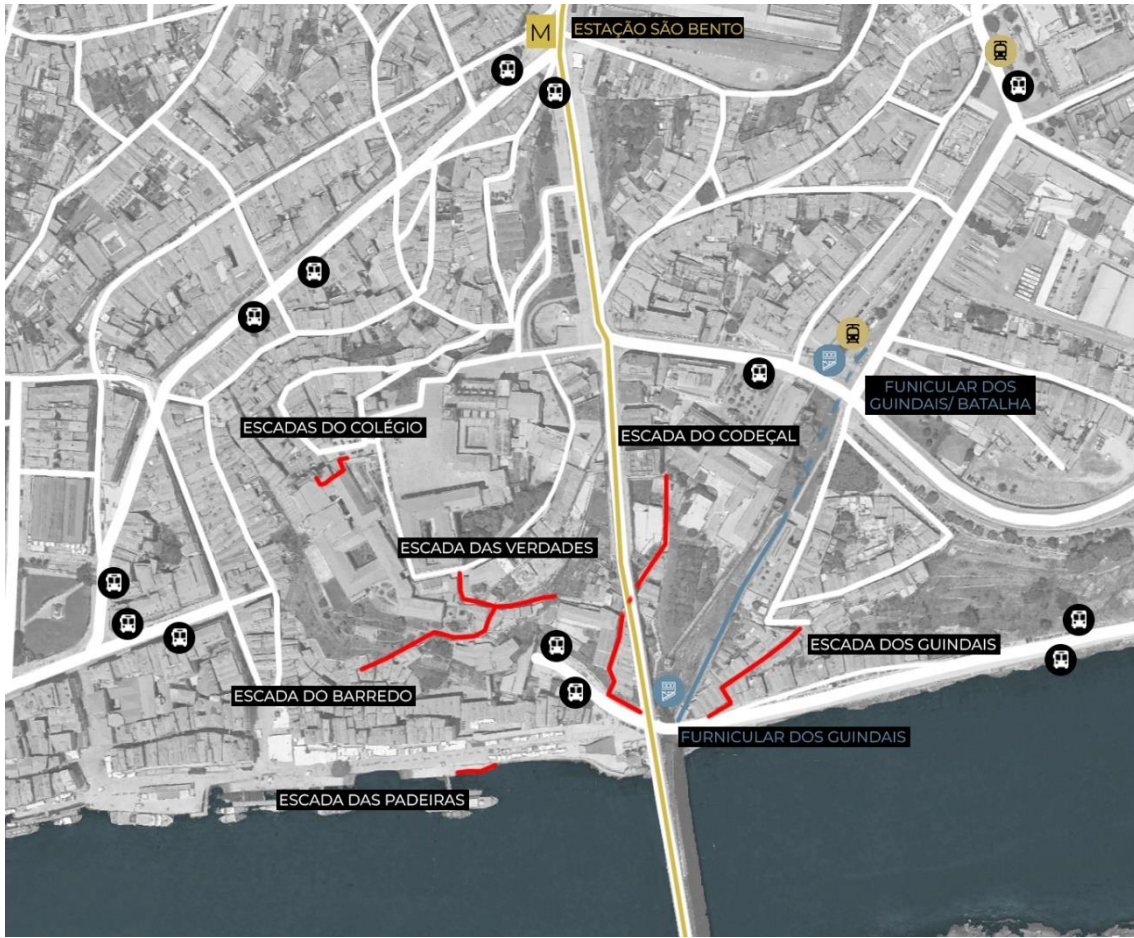 M
ESTAÇÃO SÃO BENTO
FUNICULAR DOS
GUINDAIS/ BATALHA
ESCADAS DO COLÉGIO
ESCADA DO CODEÇAL
ESCADA DAS VERDADES
ESCADA DOS GUINDAIS
ESCADA DO BARREDO
FURNICULAR DOS GUINDAIS
ESCADA DAS PADEIRAS